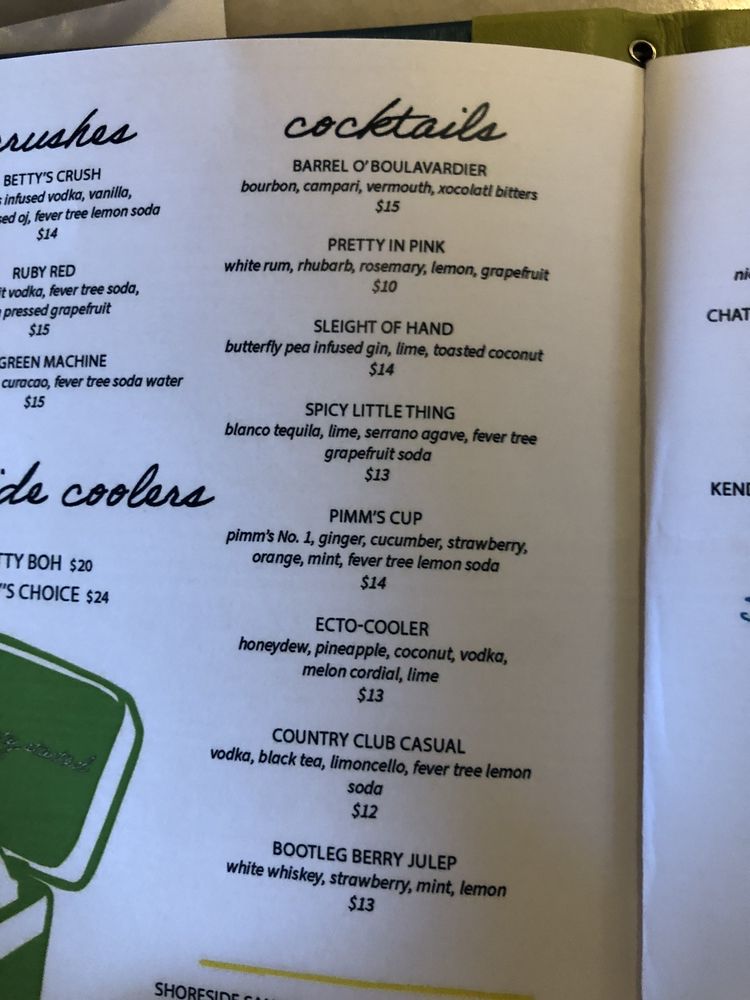 cocktails
BARREL O'BOULAVARDIER
bourbon, campari, vermouth, xocolatl bitters
$15
PRETTY IN PINK
white rum, rhubarb, rosemary, lemon, grapefruit
$10
SLEIGHT OF HAND
butterfly pea infused gin, lime, toasted coconut
$14
SPICY LITTLE THING
blanco tequila, lime, serrano agave, fever tree
grapefruit soda
$13
PIMM'S CUP
pimm's No. 1, ginger, cucumber, strawberry,
orange, mint, fever tree lemon soda
$14
ECTO-COOLER
honeydew, pineapple, coconut, vodka,
melon cordial, lime
$13
COUNTRY CLUB CASUAL
vodka, black tea, limoncello, fever tree lemon
soda
$12
BOOTLEG BERRY JULEP
white whiskey, strawberry, mint, lemon
$13
rushes
BETTY'S CRUSH
infused vodka, vanilla,
sed oj, fever tree lemon soda
$14
RUBY RED
it vodka, fever tree soda,
pressed grapefruit
$15
GREEN MACHINE
curacao, fever tree soda water
$15
ide coolers
TTY BOH $20
Y'S CHOICE $24
SHORESIDE
ni
CHAT
KEND